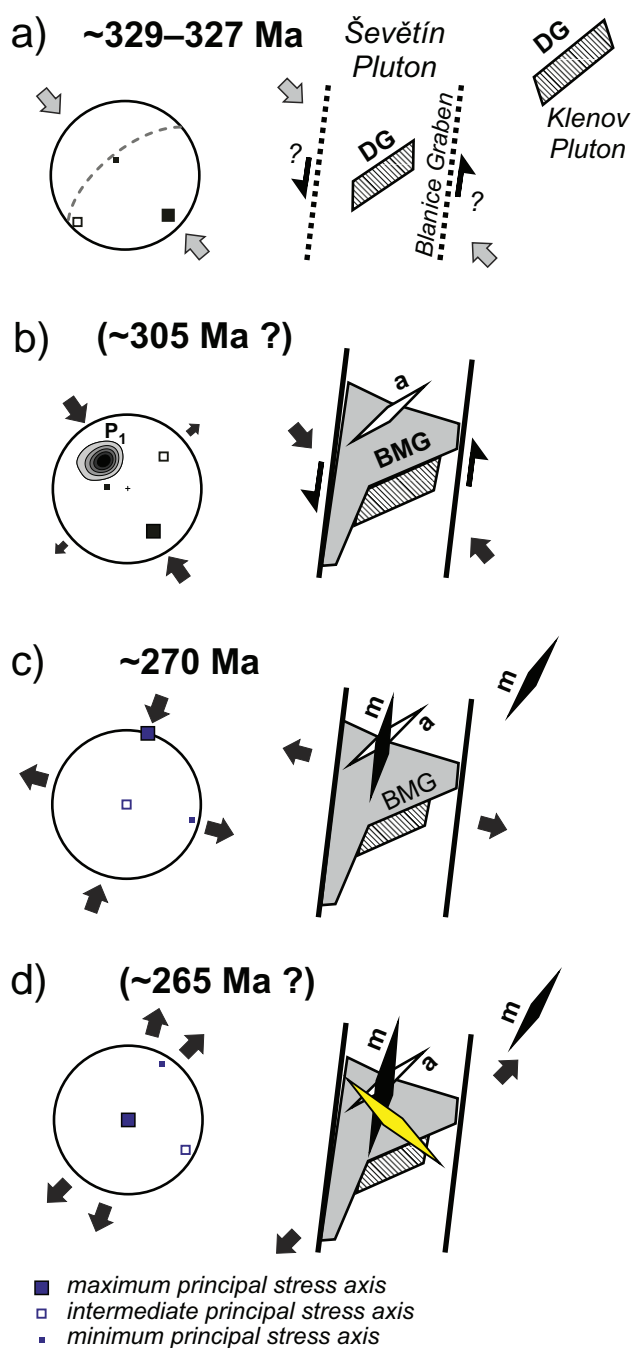 a) ~329–327 Ma
Ševětín
Pluton
DG
Klenov
Pluton
?
DG
Blanice Graben
?
b) (~305 Ma ?)
P1
a
BMG
c) ~270 Ma
m
a
m
BMG
d) (~265 Ma ?)
m
a
m
maximum principal stress axis
intermediate principal stress axis
minimum principal stress axis